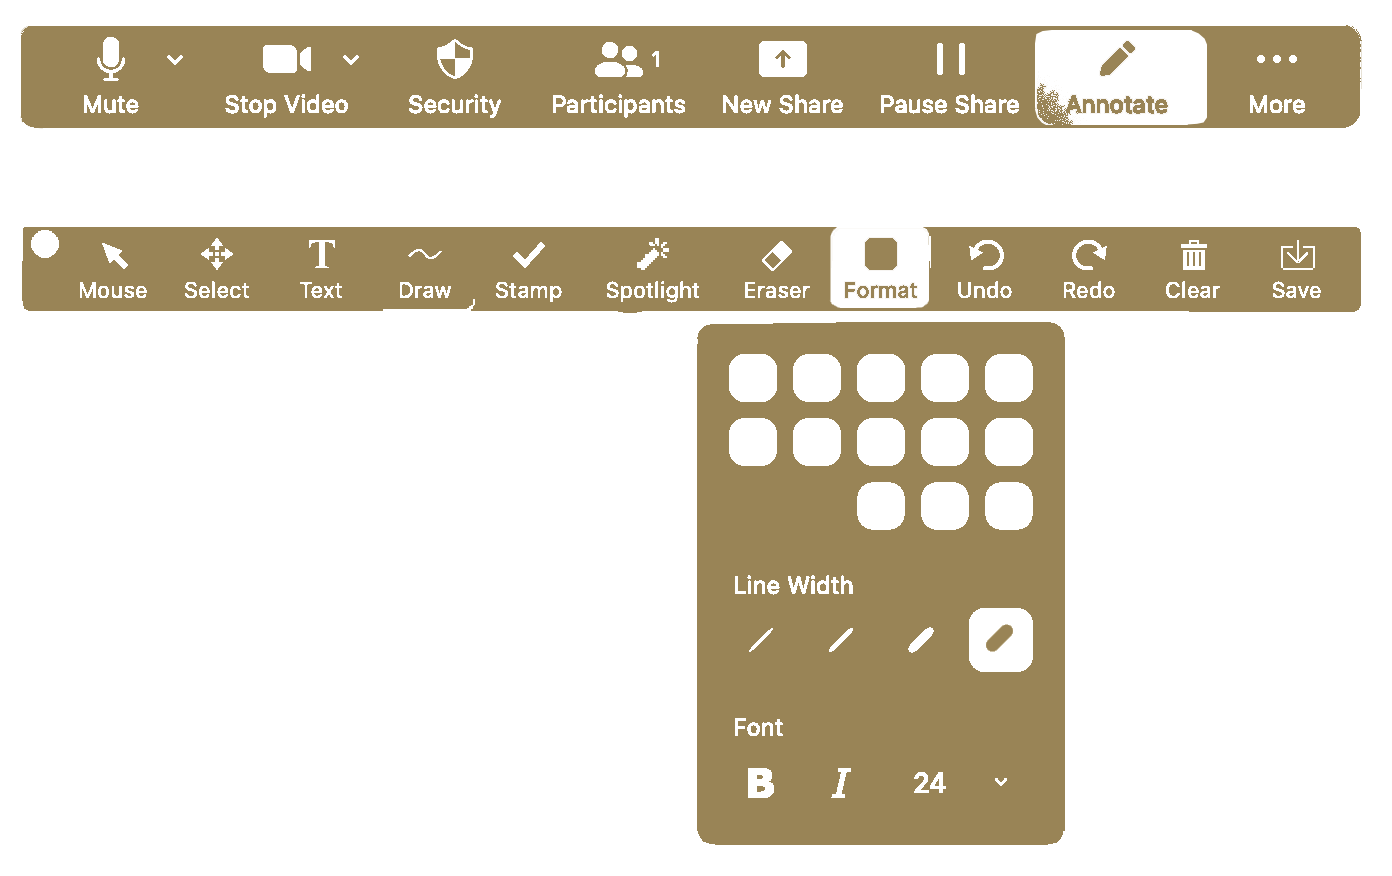 1
Mute Stop Video Security Participants New Share Pause Share Annotate More
Mouse Select Text Draw Stamp Spotlight Eraser Format Undo Redo Clear Save
Line Width
Font
B I 24